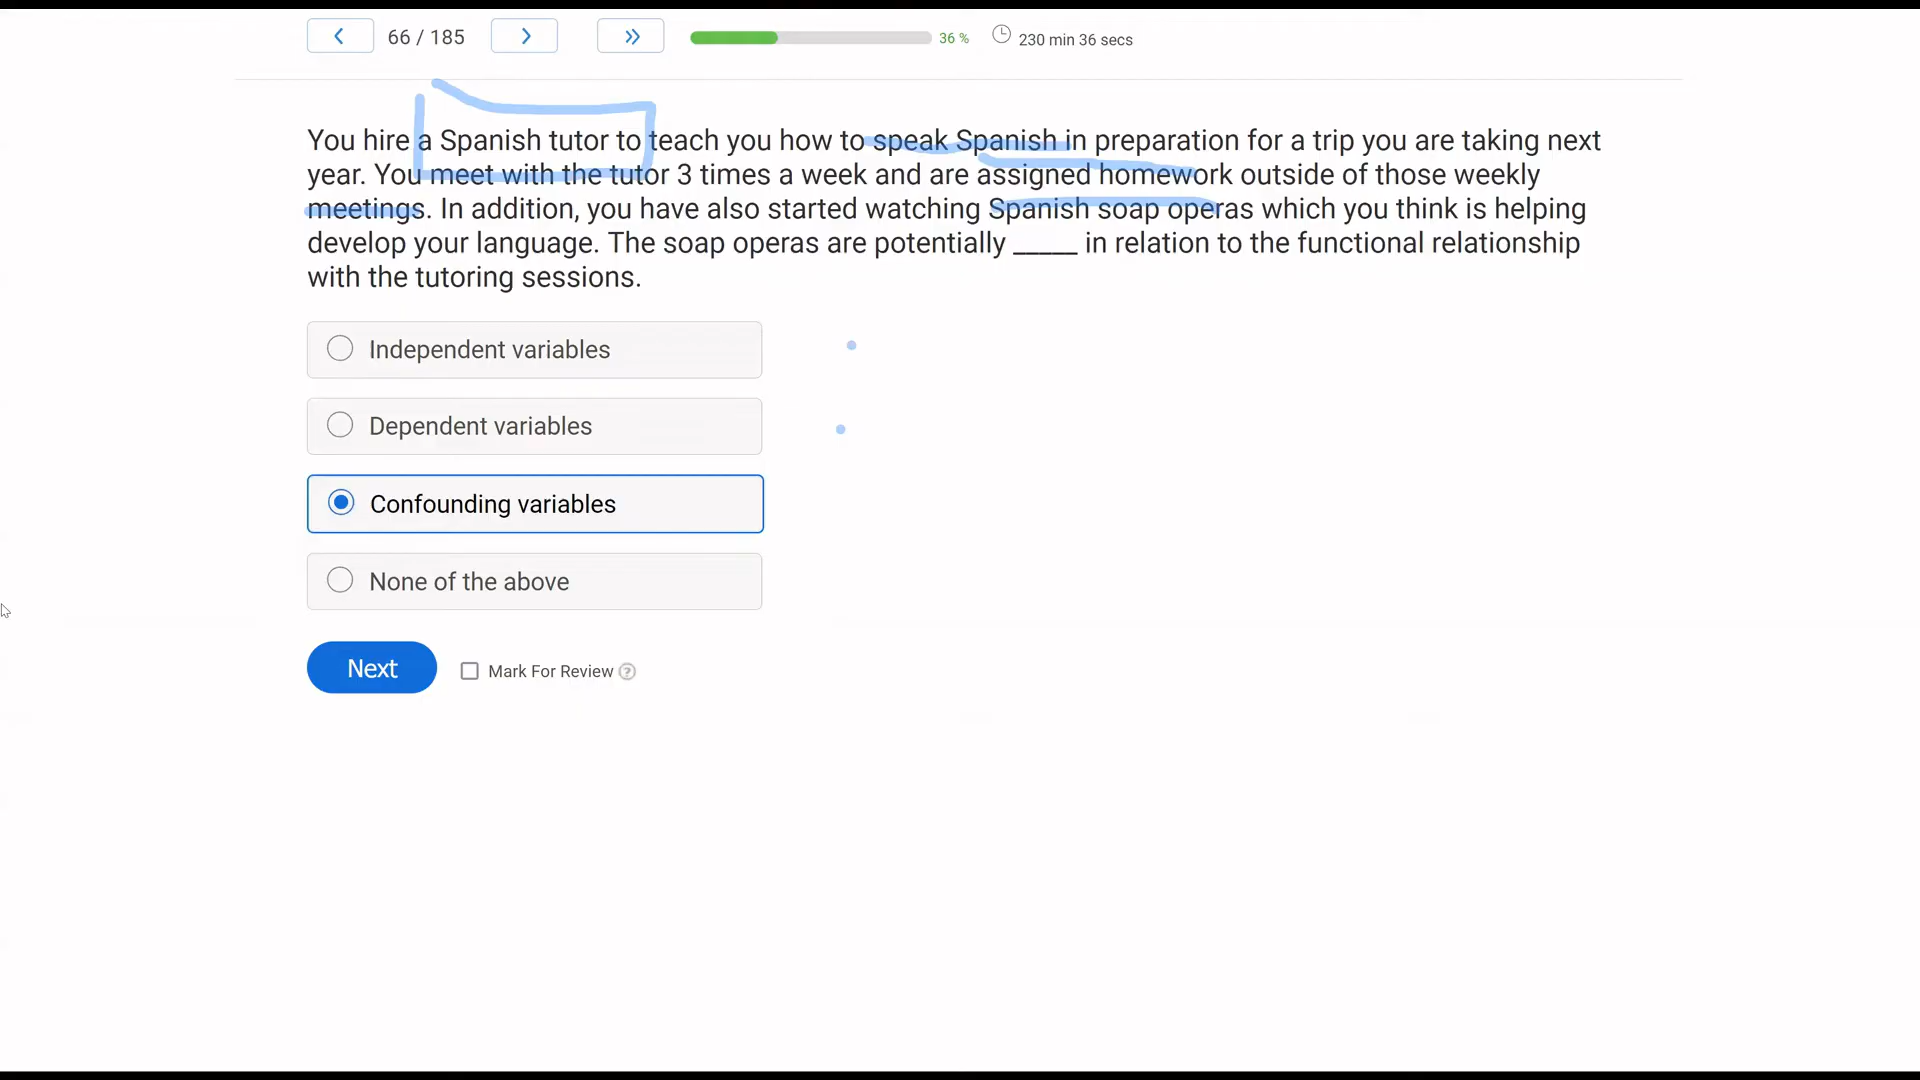 66 / 185
36 %
230 min 36 secs
You hire a Spanish tutor to teach you how to speak Spanish in preparation for a trip you are taking next
year. You meet with the tutor 3 times a week and are assigned homework outside of those weekly
meetings. In addition, you have also started watching Spanish soap operas which you think is helping
develop your language. The soap operas are potentially _____ in relation to the functional relationship
with the tutoring sessions.
Independent variables
Dependent variables
Confounding variables
None of the above
Next
Mark For Review ?